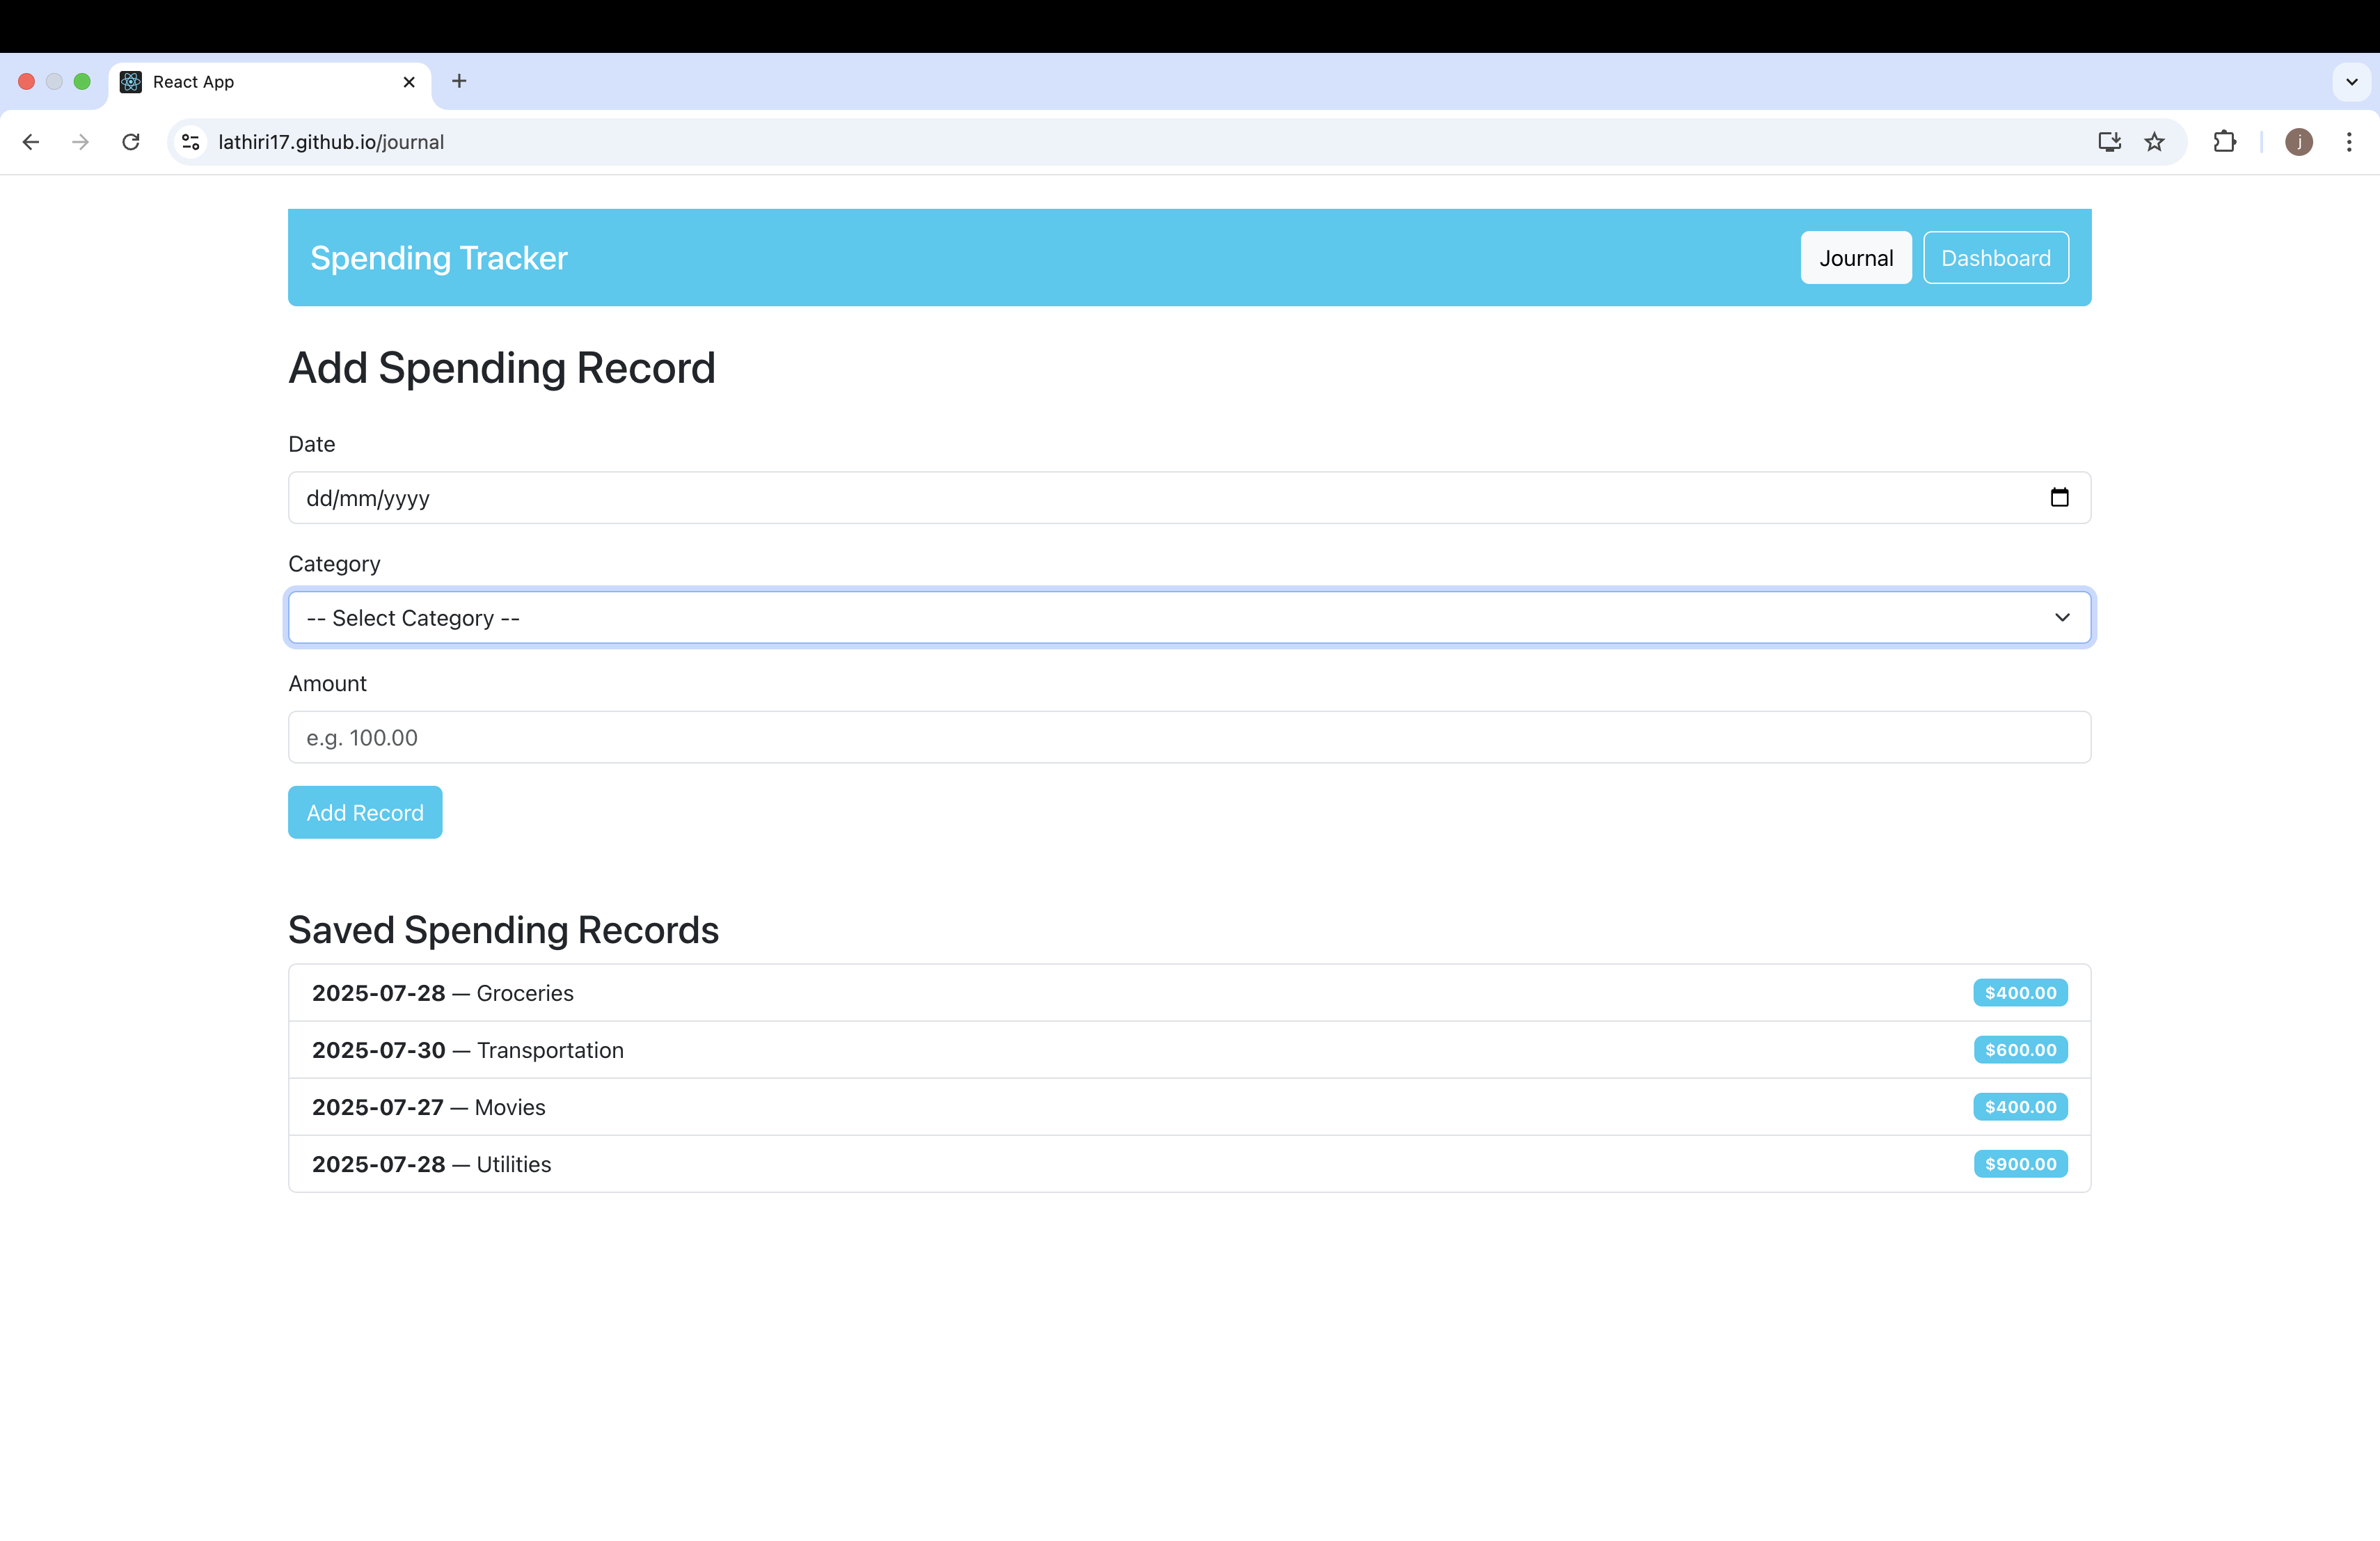 React App
lathiri17.github.io/journal
j
Spending Tracker
Journal
Dashboard
Add Spending Record
Date
dd/mm/yyyy
Category
-- Select Category --
Amount
e.g. 100.00
Add Record
Saved Spending Records
2025-07-28 — Groceries $400.00
2025-07-30 — Transportation $600.00
2025-07-27 — Movies $400.00
2025-07-28 — Utilities $900.00